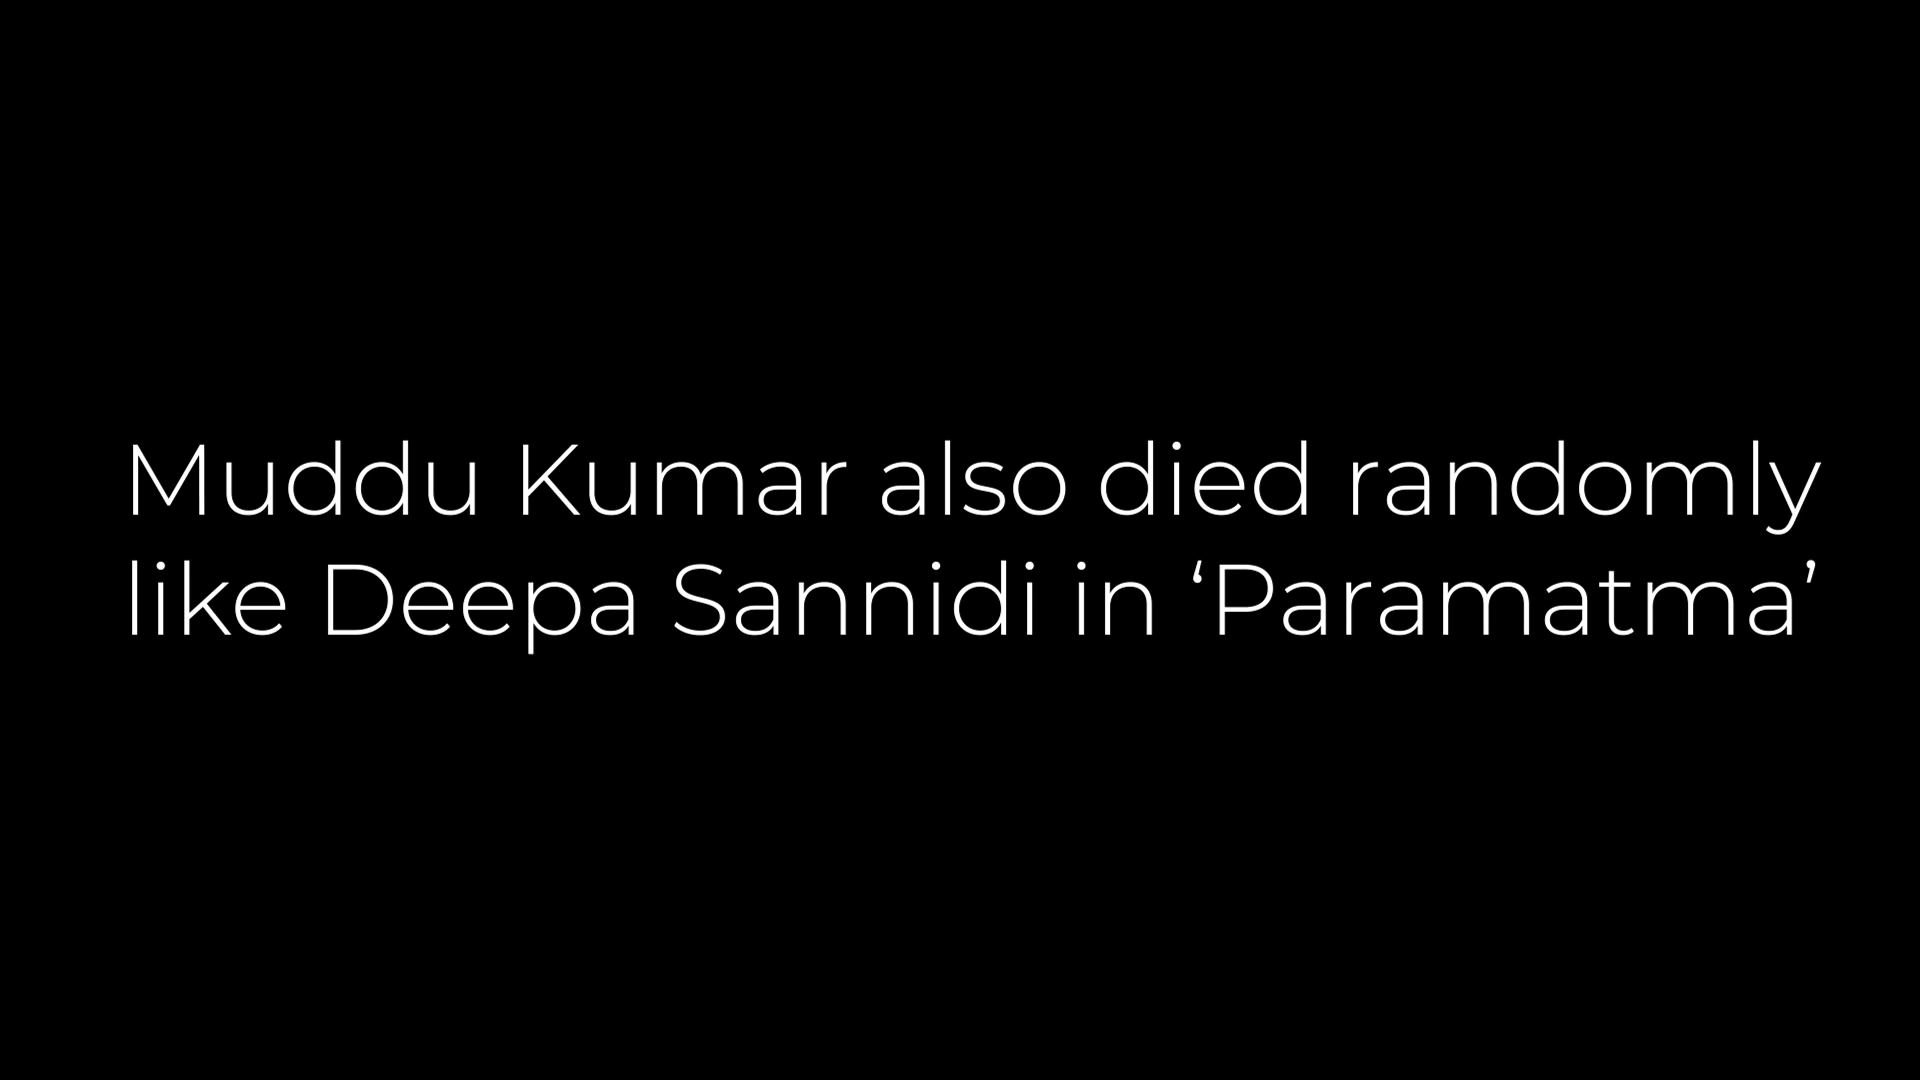 Muddu Kumar also died randomly
like Deepa Sannidi in ‘Paramatma’